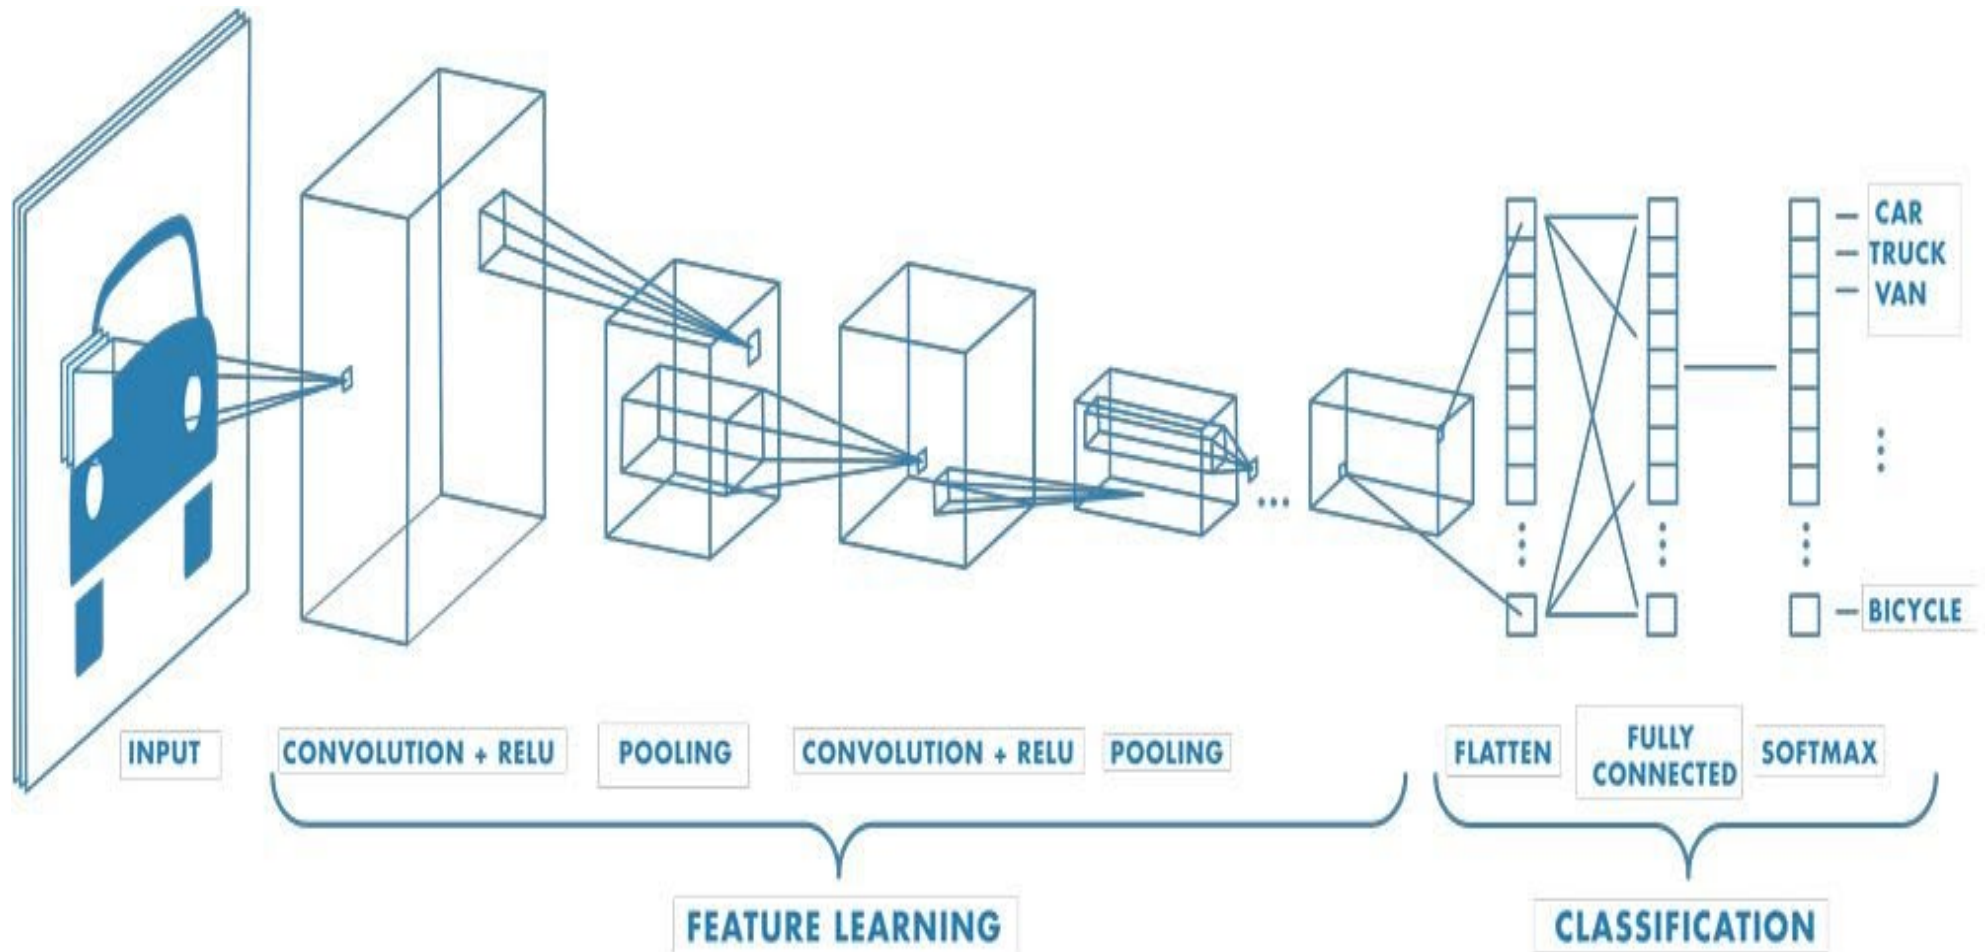 CAR
TRUCK
VAN
BICYCLE
INPUT
CONVOLUTION + RELU
POOLING
CONVOLUTION + RELU
POOLING
FLATTEN
FULLY
CONNECTED
SOFTMAX
FEATURE LEARNING
CLASSIFICATION